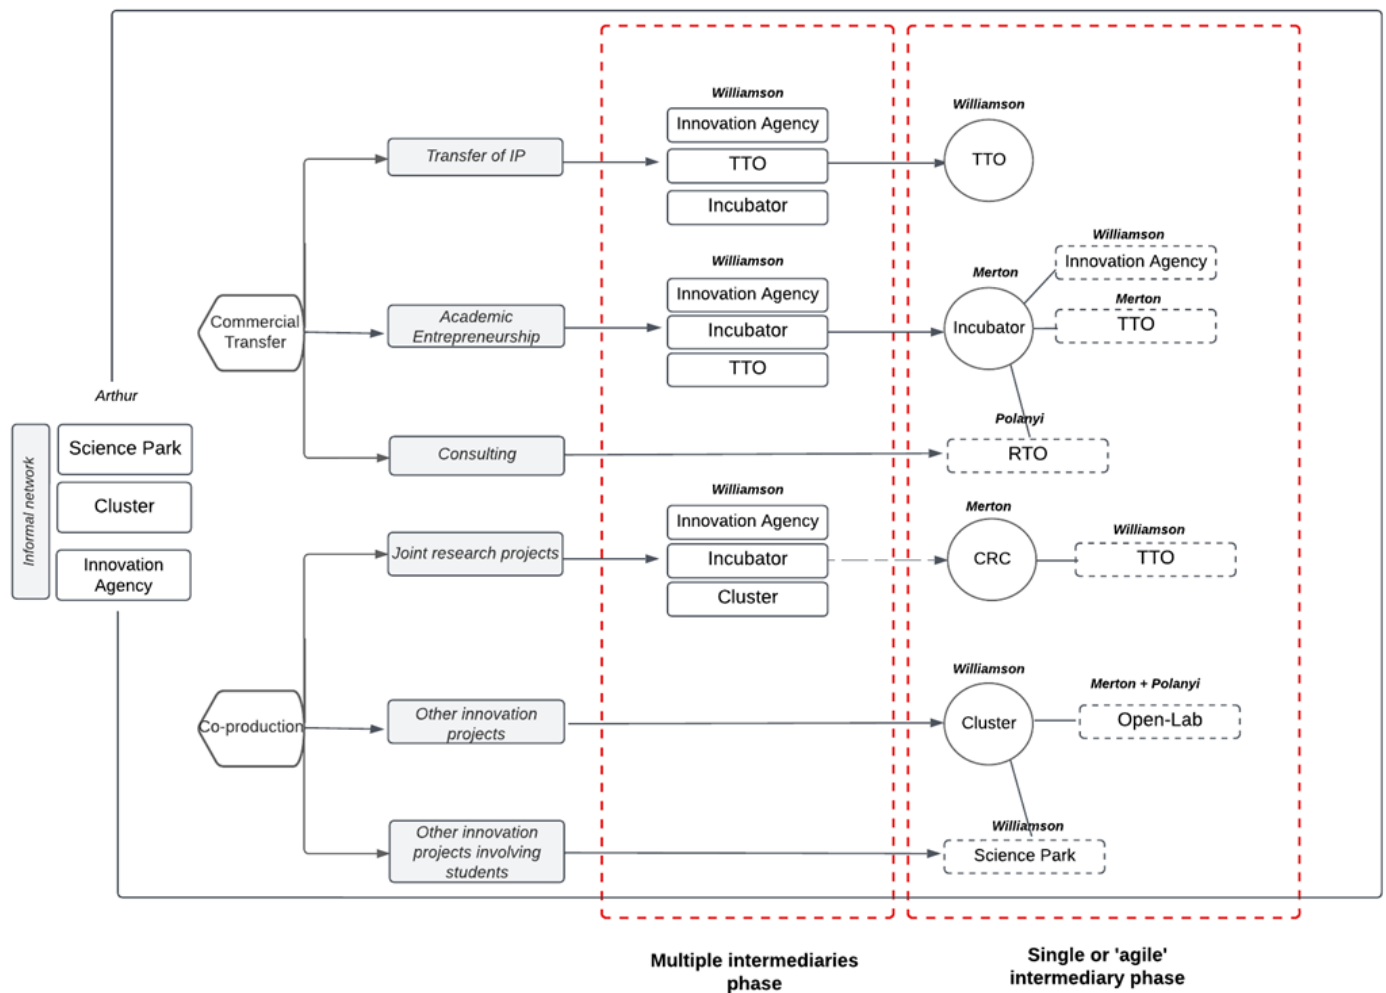 Williamson
Innovation Agency
TTO
Incubator
Williamson
TTO
Transfer of IP
Williamson
Innovation Agency
Incubator
TTO
Merton
Incubator
Williamson
Innovation Agency
Merton
TTO
Academic
Entrepreneurship
Commercial
Transfer
Polanyi
RTO
Consulting
Arthur
Informal network
Science Park
Cluster
Innovation
Agency
Williamson
Innovation Agency
Incubator
Cluster
Joint research projects
Merton
CRC
Williamson
TTO
Co-production
Other innovation
projects
Williamson
Cluster
Merton + Polanyi
Open-Lab
Other innovation
projects involving
students
Williamson
Science Park
Multiple intermediaries
phase
Single or 'agile'
intermediary phase